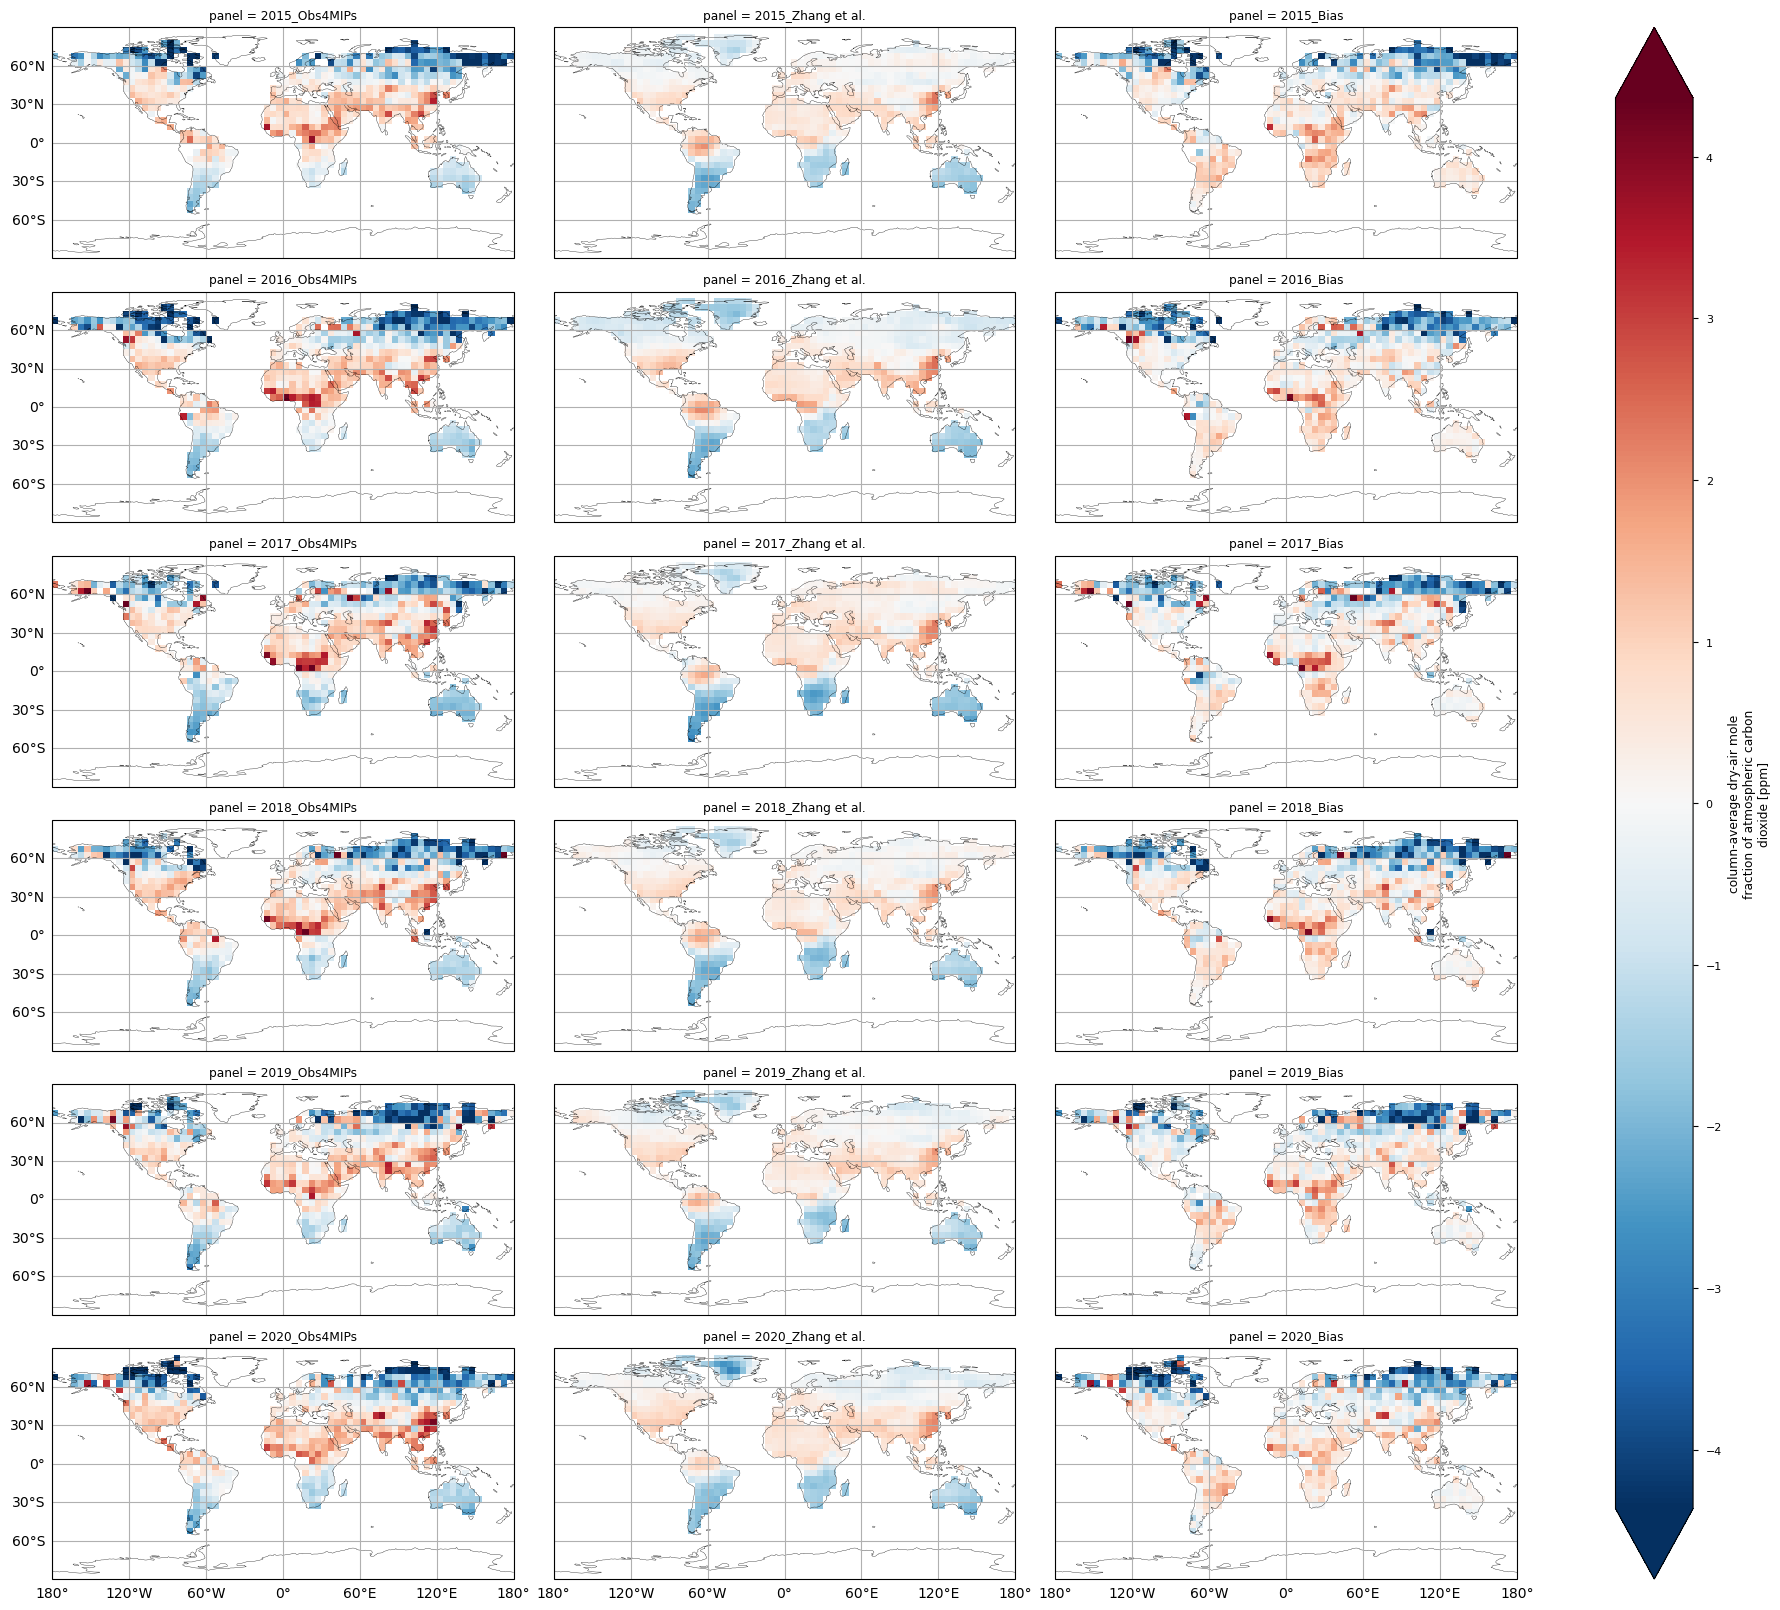 panel = 2015_Obs4MIPs
panel = 2015_Zhang et al.
panel = 2015_Bias
60°N
30°N
0°
30°S
60°S
panel = 2016_Obs4MIPs
panel = 2016_Zhang et al.
panel = 2016_Bias
60°N
30°N
0°
30°S
60°S
panel = 2017_Obs4MIPs
panel = 2017_Zhang et al.
panel = 2017_Bias
60°N
30°N
0°
30°S
60°S
panel = 2018_Obs4MIPs
panel = 2018_Zhang et al.
panel = 2018_Bias
60°N
30°N
0°
30°S
60°S
panel = 2019_Obs4MIPs
panel = 2019_Zhang et al.
panel = 2019_Bias
60°N
30°N
0°
30°S
60°S
panel = 2020_Obs4MIPs
panel = 2020_Zhang et al.
panel = 2020_Bias
60°N
30°N
0°
30°S
60°S
180° 120°W 60°W 0° 60°E 120°E 180°
120°W 60°W 0° 60°E 120°E 180°
180° 120°W 60°W 0° 60°E 120°E 180°
4
3
2
1
0
−1
−2
−3
−4
column-average dry-air mole
fraction of atmospheric carbon
dioxide [ppm]